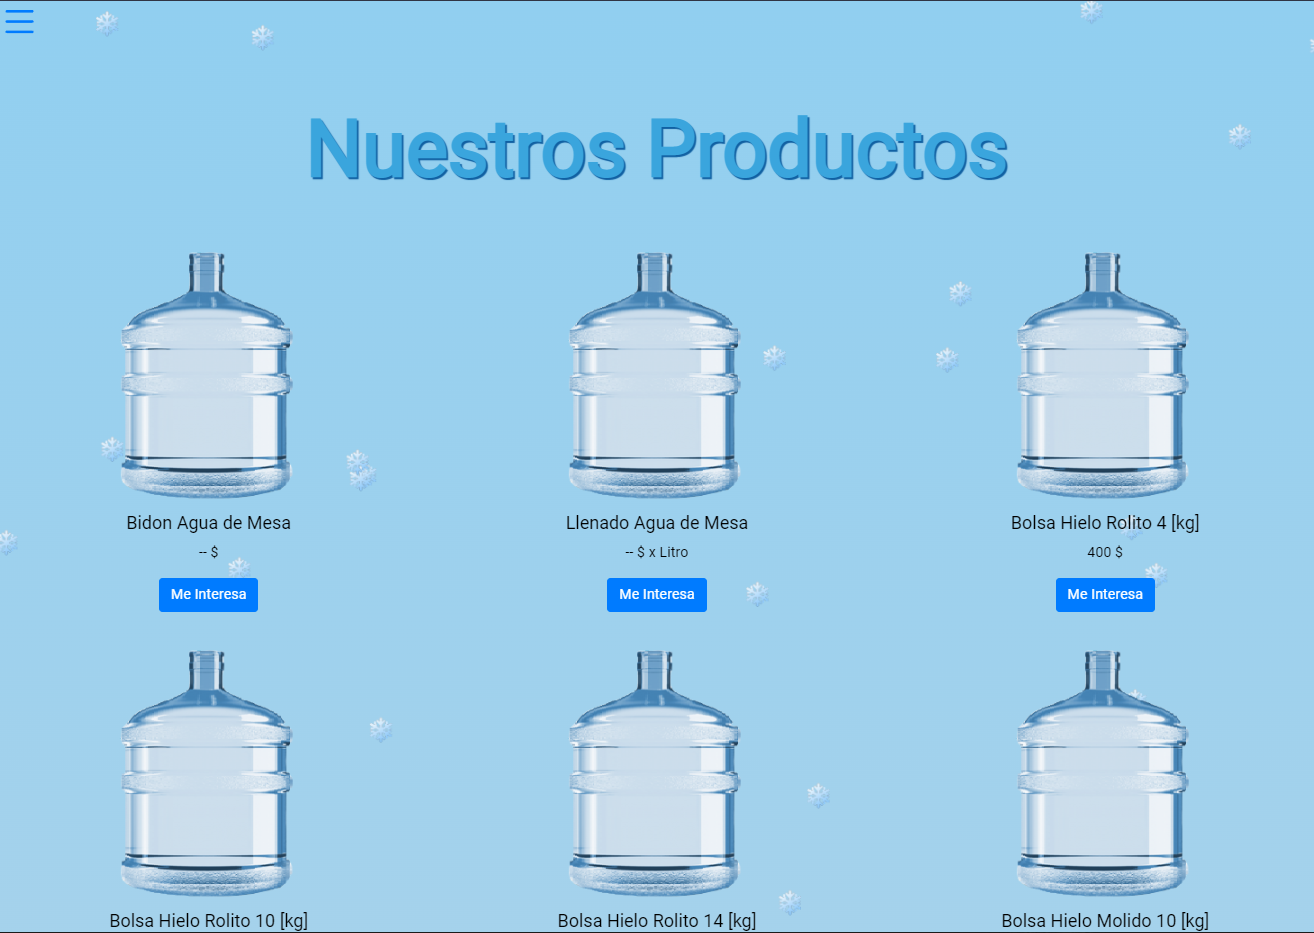 Nuestros Productos
Bidon Agua de Mesa
-- $
Me Interesa
Llenado Agua de Mesa
-- $ x Litro
Me Interesa
Bolsa Hielo Rolito 4 [kg]
400 $
Me Interesa
Bolsa Hielo Rolito 10 [kg]
Bolsa Hielo Rolito 14 [kg]
Bolsa Hielo Molido 10 [kg]